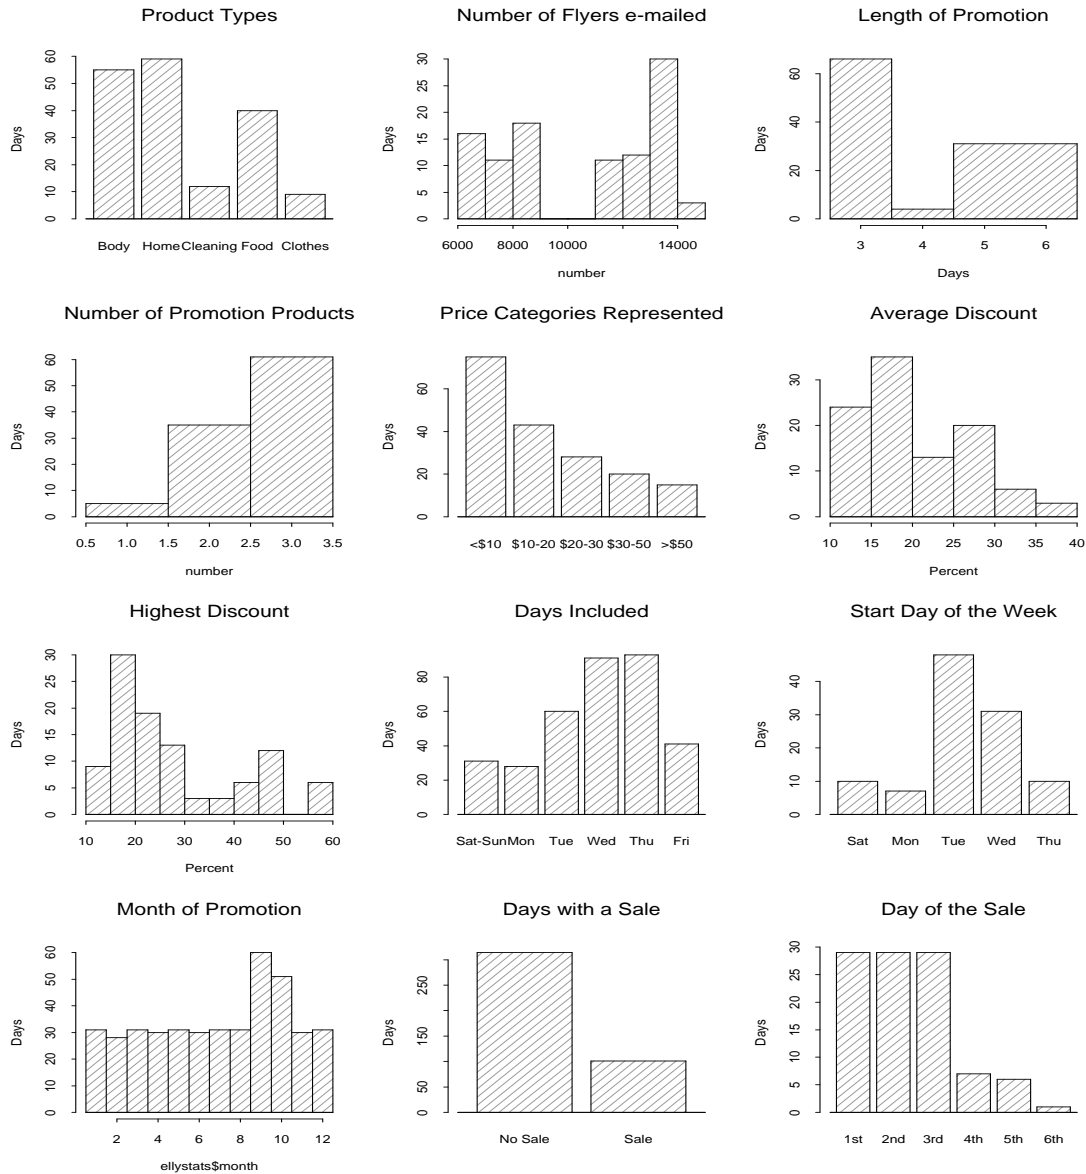 Product Types
Days
0 10 20 30 40 50 60
Body Home Cleaning Food Clothes
Number of Flyers e-mailed
Days
0 5 10 15 20 25 30
6000 8000 10000 14000
number
Length of Promotion
Days
0 20 40 60
3 4 5 6
Days
Number of Promotion Products
Days
0 10 20 30 40 50 60
0.5 1.0 1.5 2.0 2.5 3.0 3.5
number
Price Categories Represented
Days
0 20 40 60
<$10 $10-20 $20-30 $30-50 >$50
Average Discount
Days
0 10 20 30
10 15 20 25 30 35 40
Percent
Highest Discount
Days
0 5 10 15 20 25 30
10 20 30 40 50 60
Percent
Days Included
Days
0 20 40 60 80
Sat-Sun Mon Tue Wed Thu Fri
Start Day of the Week
Days
0 10 20 30 40
Sat Mon Tue Wed Thu
Month of Promotion
Days
0 10 20 30 40 50 60
2 4 6 8 10 12
ellystats$month
Days with a Sale
Days
0 50 150 250
No Sale Sale
Day of the Sale
Days
0 5 10 15 20 25 30
1st 2nd 3rd 4th 5th 6th